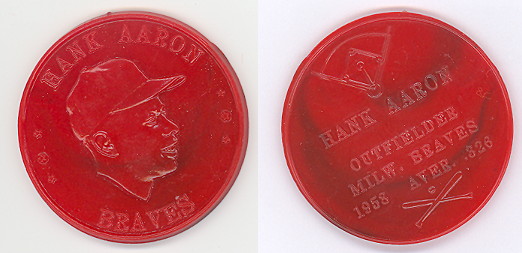 HANK AARON
BRAVES
HANK AARON
OUTFIELDER
MILW. BRAVES
1958 AVER. .326